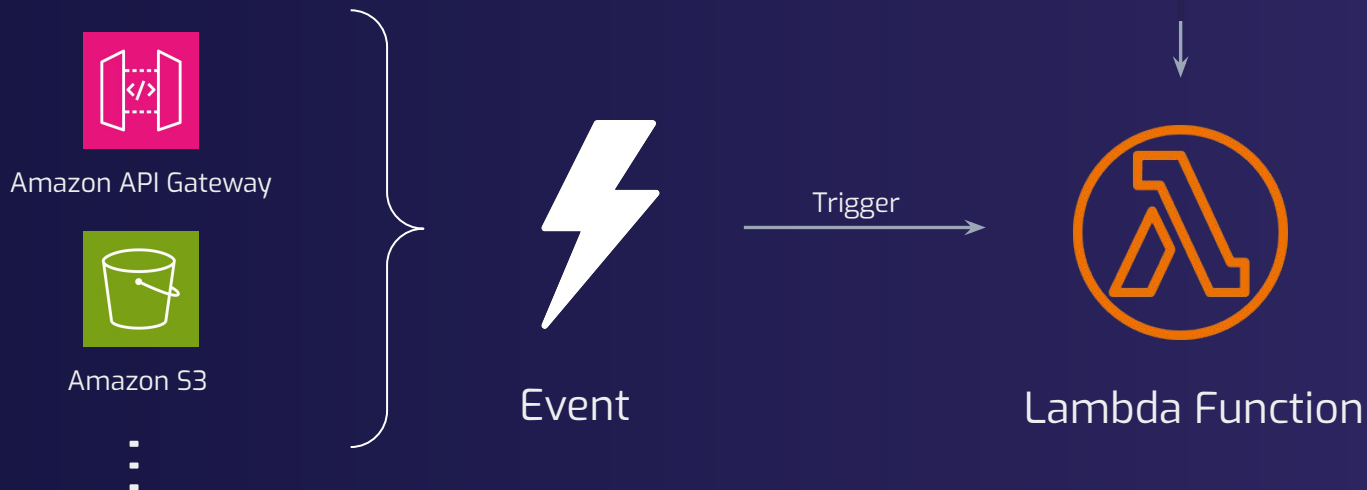 </>
Amazon API Gateway
Amazon S3
Event
Trigger
Lambda Function